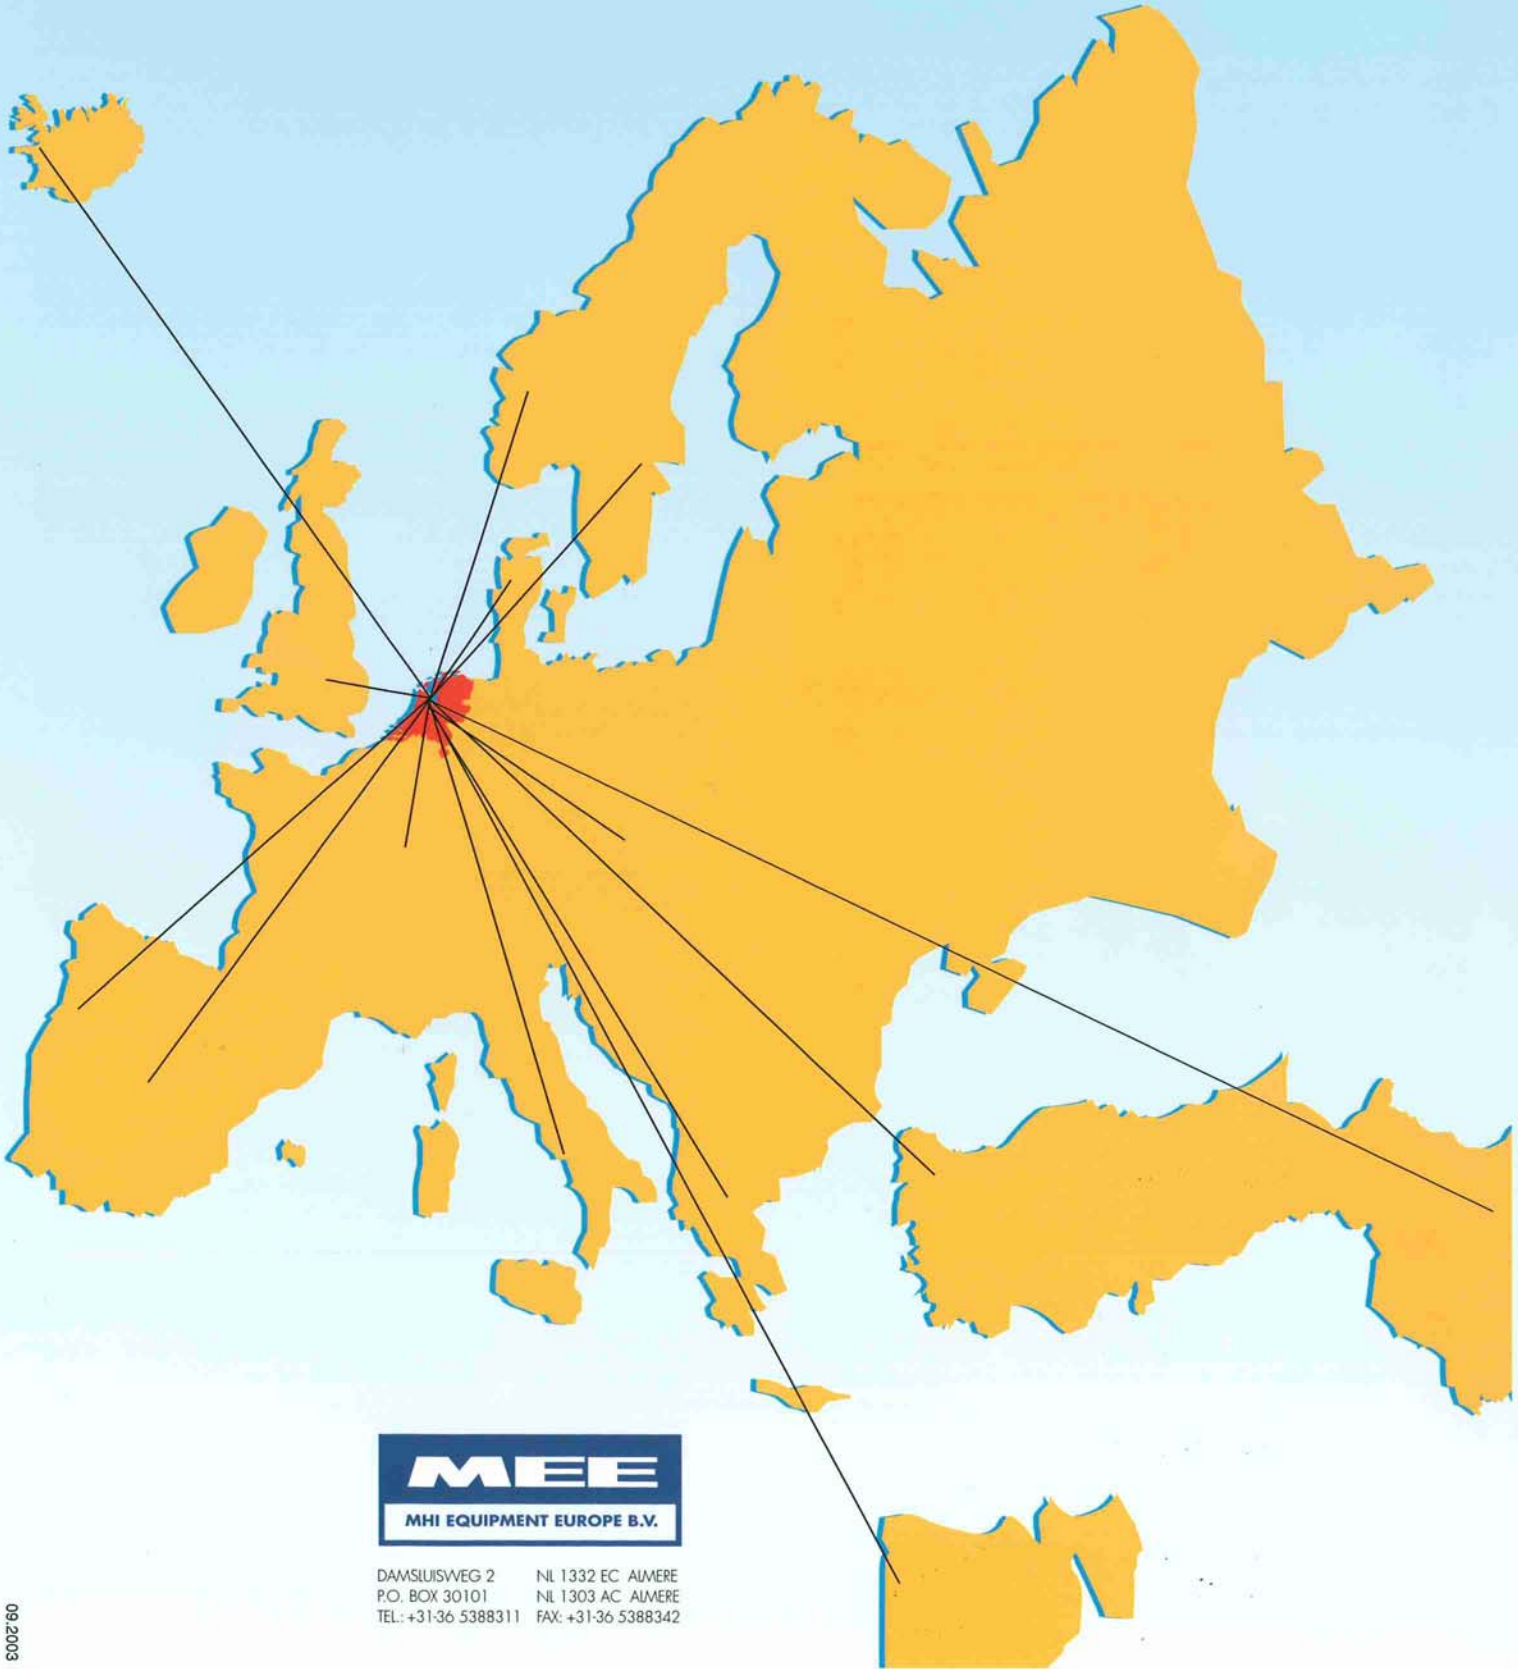 MEE
MHI EQUIPMENT EUROPE B.V.
DAMSLUISWEG 2 NL 1332 EC ALMERE
P.O. BOX 30101 NL 1303 AC ALMERE
TEL.: +31-36 5388311 FAX: +31-36 5388342
09.2003